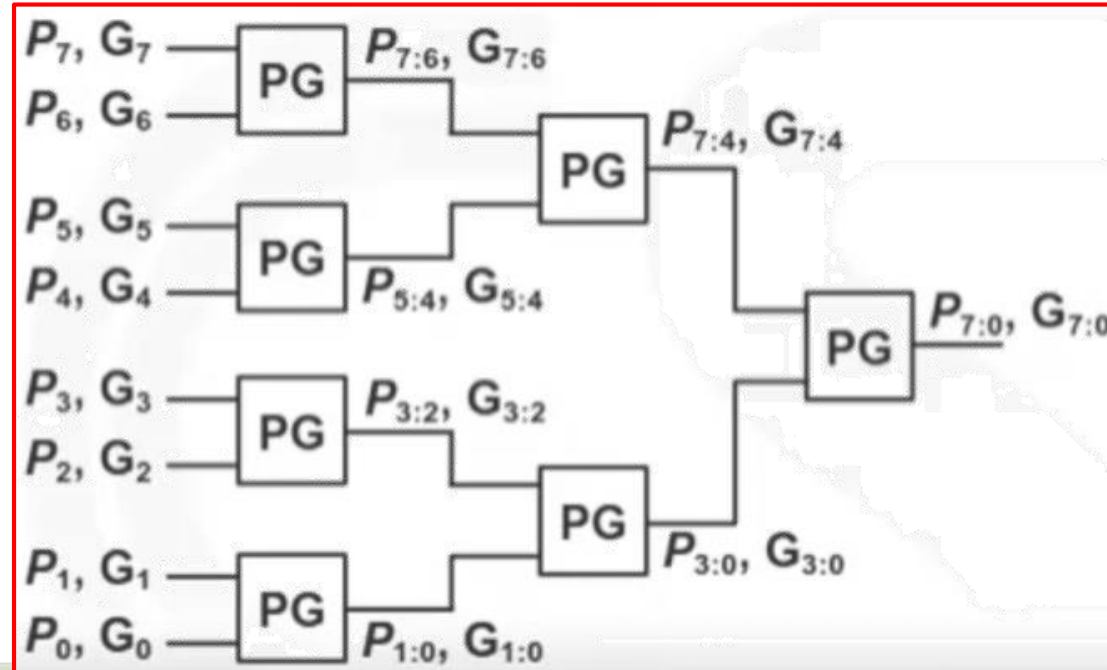 P₇, G₇
PG
P₇:₆, G₇:₆
P₆, G₆
PG
P₇:₄, G₇:₄
P₅, G₅
PG
P₅:₄, G₅:₄
P₄, G₄
PG
P₇:₀, G₇:₀
P₃, G₃
PG
P₃:₂, G₃:₂
P₂, G₂
PG
P₃:₀, G₃:₀
P₁, G₁
PG
P₁:₀, G₁:₀
P₀, G₀